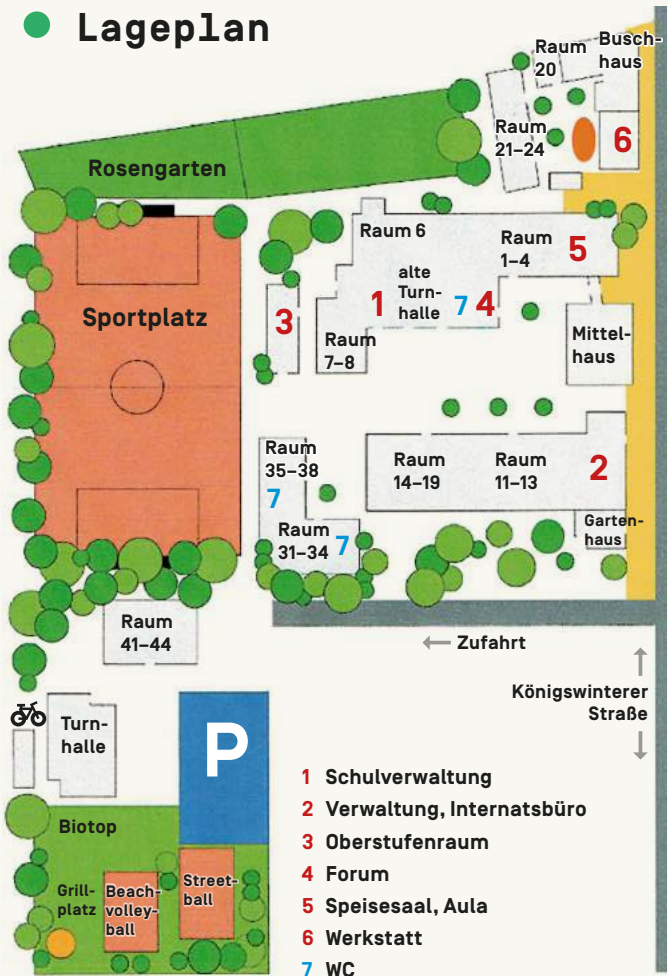 Lageplan
Raum
20
Busch-
haus
Raum
21–24
6
Rosengarten
Raum 6
Raum
1–4
5
alte
Turn-
halle
1
7
4
Sportplatz
3
Raum
7–8
Mittel-
haus
Raum
35–38
7
Raum
31–34
7
Raum
14–19
Raum
11–13
2
Garten-
haus
Raum
41–44
Zufahrt
Königswinterer
Straße
Turn-
halle
P
Biotop
Grill-
platz
Beach-
volley-
ball
Street-
ball
1 Schulverwaltung
2 Verwaltung, Internatsbüro
3 Oberstufenraum
4 Forum
5 Speisesaal, Aula
6 Werkstatt
7 WC